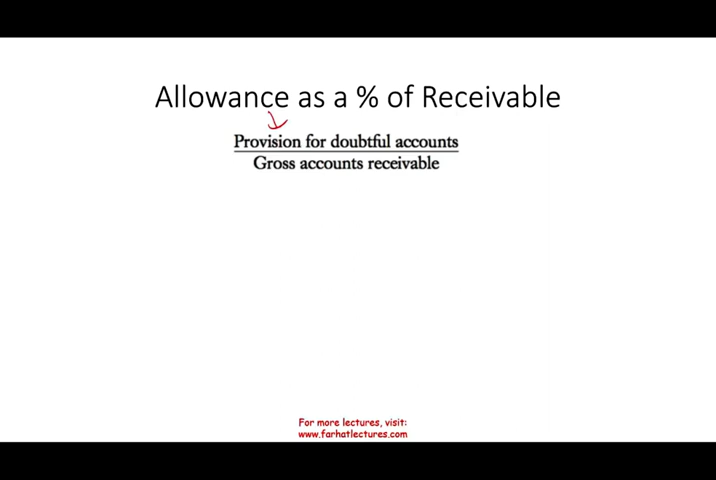 Allowance as a % of Receivable
Provision for doubtful accounts
Gross accounts receivable
For more lectures, visit:
www.farhatlectures.com